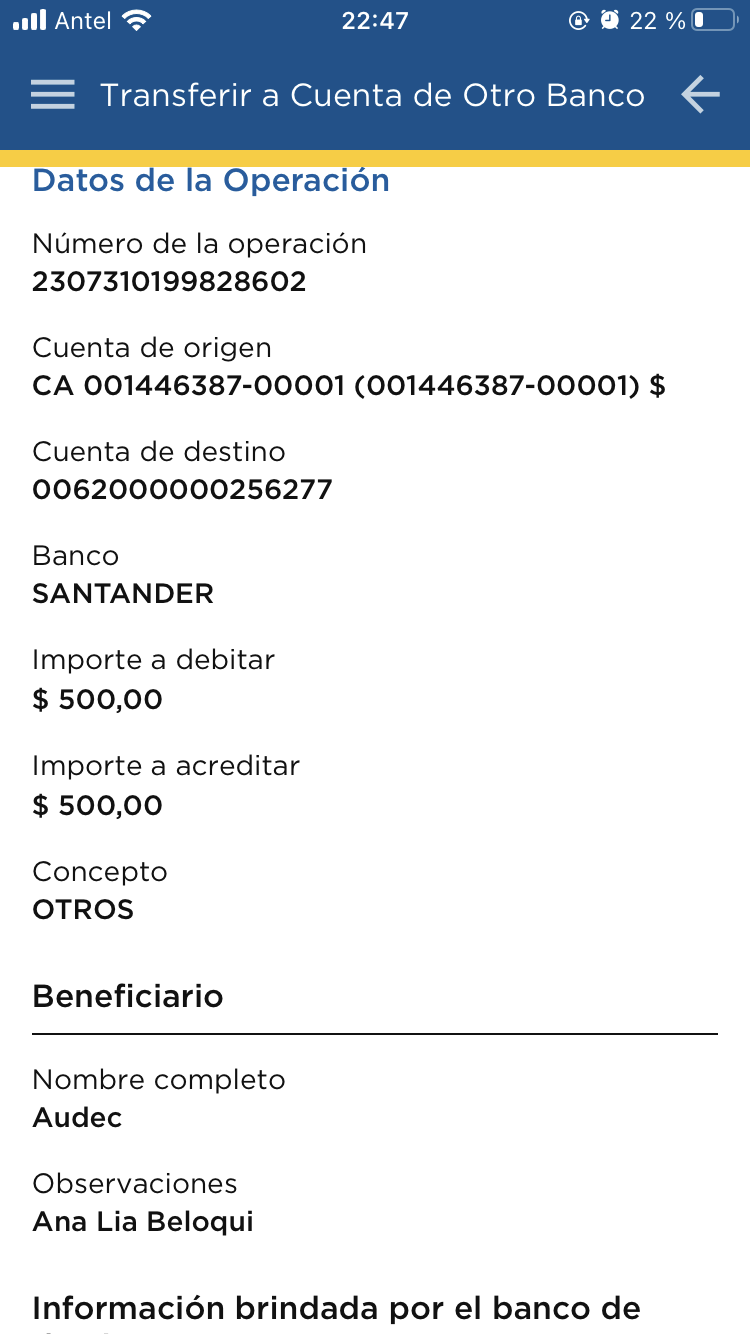 Antel 22:47 22 %
Transferir a Cuenta de Otro Banco
Datos de la Operación
Número de la operación
2307310199828602
Cuenta de origen
CA 001446387-00001 (001446387-00001) $
Cuenta de destino
0062000000256277
Banco
SANTANDER
Importe a debitar
$ 500,00
Importe a acreditar
$ 500,00
Concepto
OTROS
Beneficiario
Nombre completo
Audec
Observaciones
Ana Lia Beloqui
Información brindada por el banco de